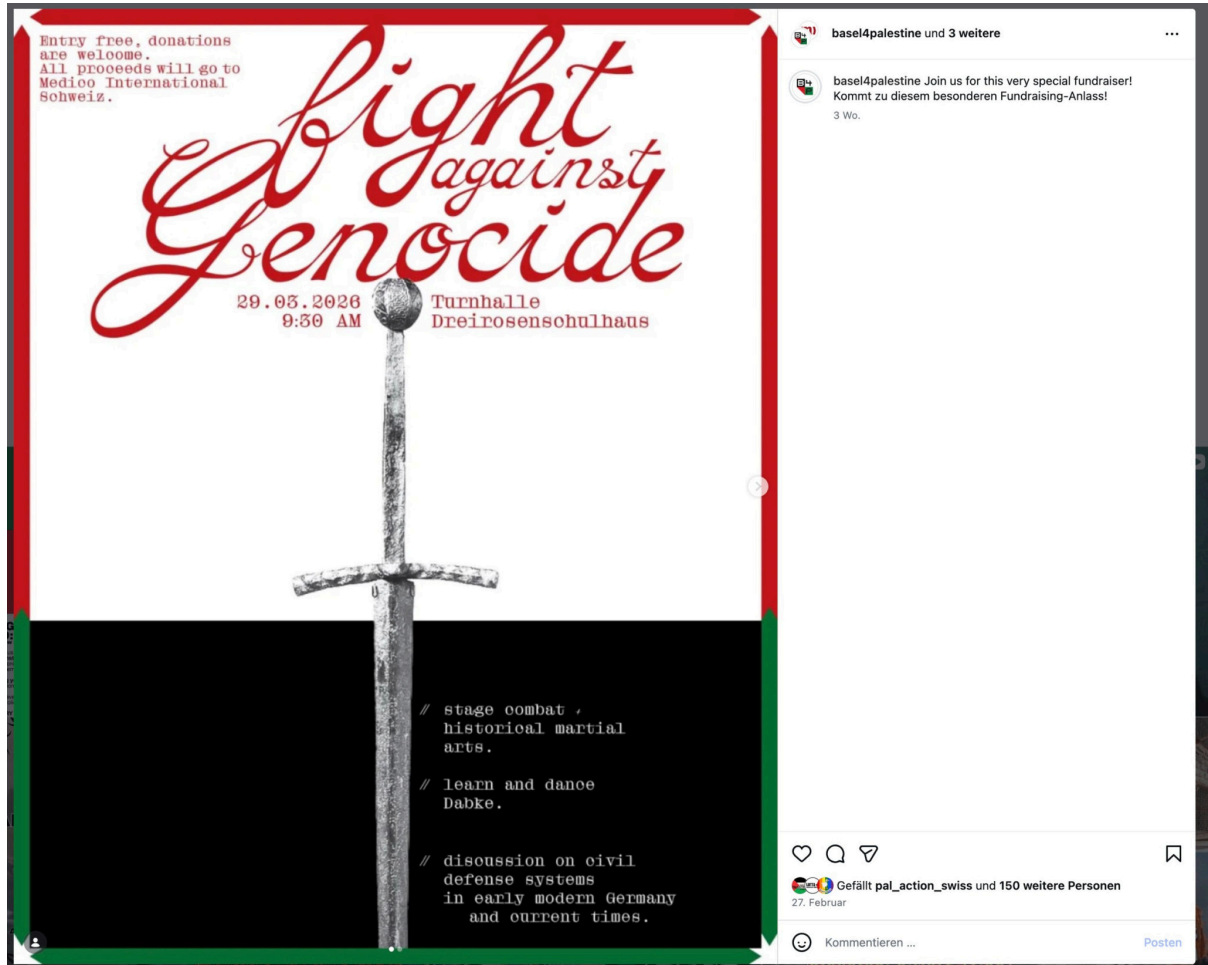 Entry free, donations
are welcome.
All proceeds will go to
Medico International
Schweiz.
fight
against
Genocide
29.03.2026
9:30 AM
Turnhalle
Dreirosenschulhaus
// stage combat,
historical martial
arts.
// learn and dance
Dabke.
// discussion on civil
defense systems
in early modern Germany
and current times.
basel4palestine und 3 weitere
basel4palestine Join us for this very special fundraiser!
Kommt zu diesem besonderen Fundraising-Anlass!
3 Wo.
Gefällt pal_action_swiss und 150 weitere Personen
27. Februar
Kommentieren ...
Posten